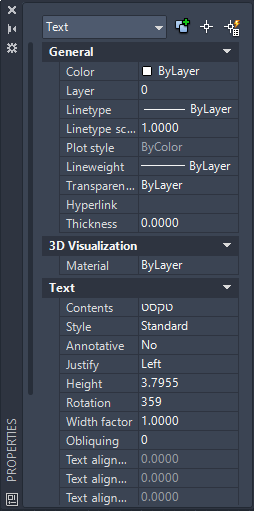 Text
General
Color ByLayer
Layer 0
Linetype ByLayer
Linetype sc... 1.0000
Plot style ByColor
Lineweight ByLayer
Transparen... ByLayer
Hyperlink
Thickness 0.0000
3D Visualization
Material ByLayer
Text
Contents טקסט
Style Standard
Annotative No
Justify Left
Height 3.7955
Rotation 359
Width factor 1.0000
Obliquing 0
Text align... 0.0000
Text align... 0.0000
Text align... 0.0000
PROPERTIES